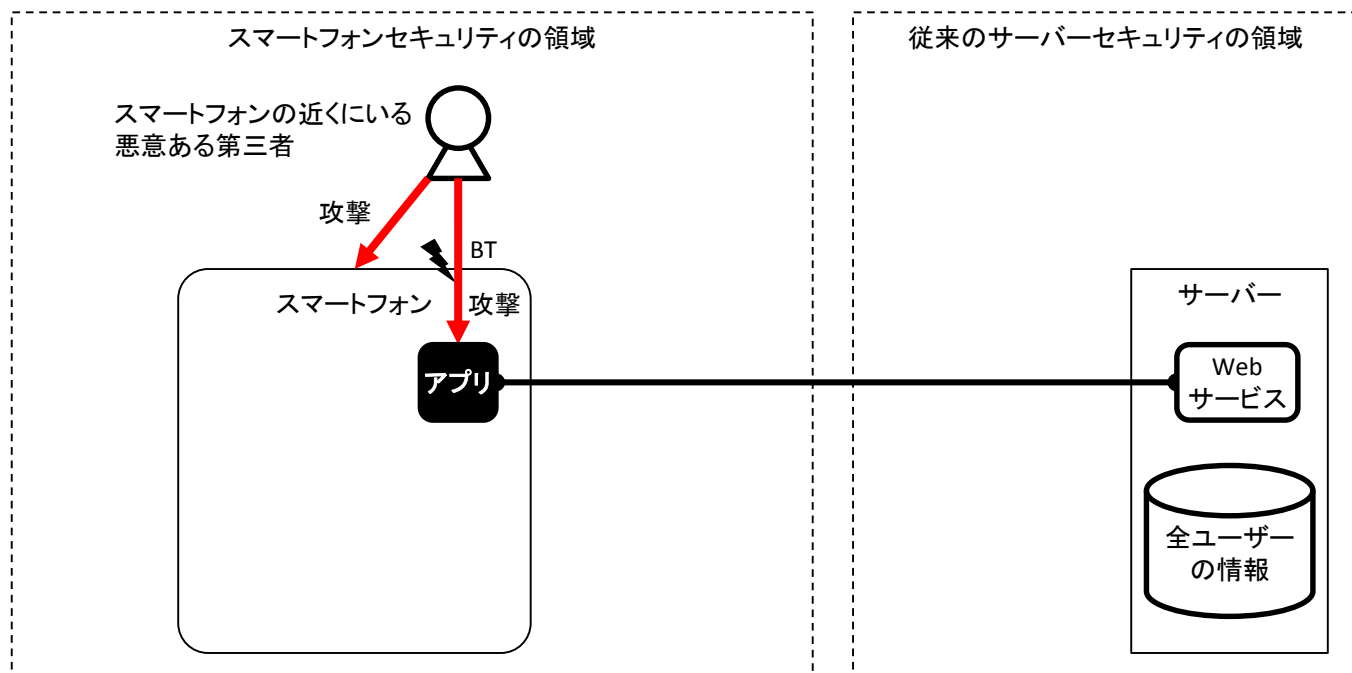 スマートフォンセキュリティの領域
従来のサーバーセキュリティの領域
スマートフォンの近くにいる
悪意ある第三者
攻撃
BT
スマートフォン
攻撃
アプリ
サーバー
Web
サービス
全ユーザー
の情報